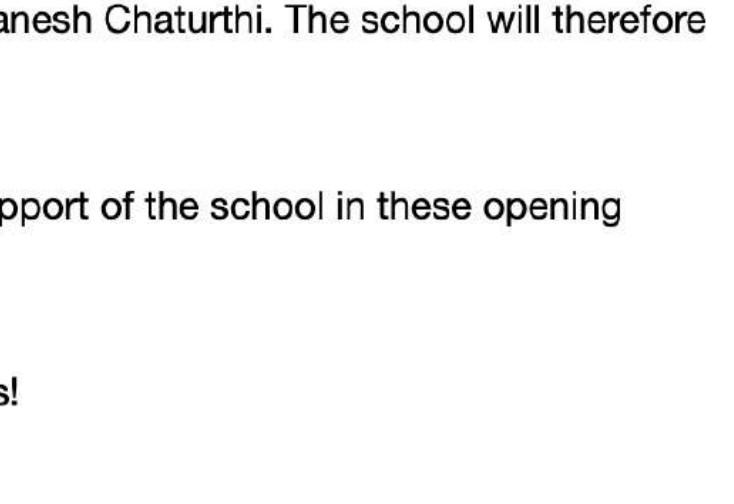 anesh Chaturthi. The school will therefore
pport of the school in these opening
s!